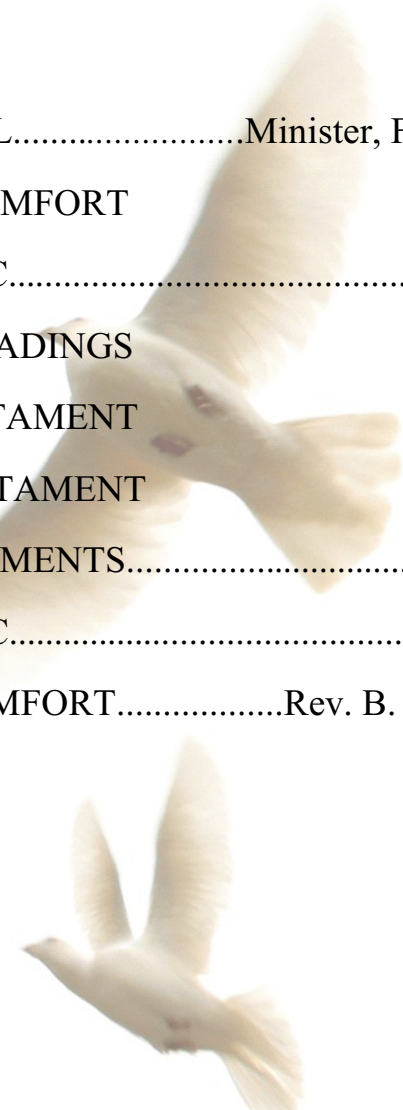 L..............................Minister, F
MFORT
C..............................................
ADINGS
TAMENT
TAMENT
MENTS.................................
C..............................................
MFORT..................Rev. B.